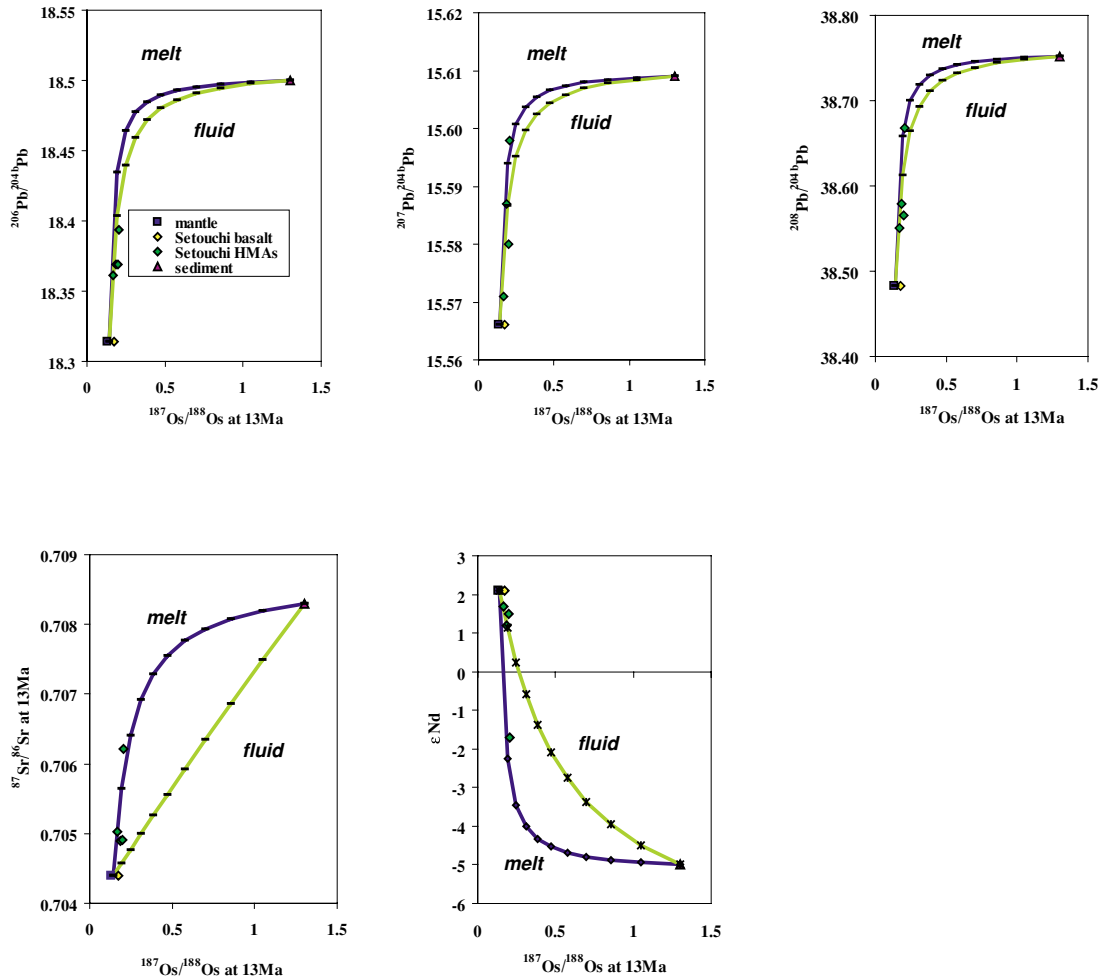 18.55
18.5
18.45
18.4
18.35
18.3
206Pb/204bPb
melt
fluid
mantle
Setouchi basalt
Setouchi HMAs
sediment
0 0.5 1 1.5
187Os/188Os at 13Ma
15.62
15.61
15.60
15.59
15.58
15.57
15.56
207Pb/204bPb
melt
fluid
0 0.5 1 1.5
187Os/188Os at 13Ma
38.80
38.70
38.60
38.50
38.40
208Pb/204bPb
melt
fluid
0 0.5 1 1.5
187Os/188Os at 13Ma
0.709
0.708
0.707
0.706
0.705
0.704
87Sr/86Sr at 13Ma
melt
fluid
0 0.5 1 1.5
187Os/188Os at 13Ma
3
2
1
0
-1
-2
-3
-4
-5
-6
ε Nd
fluid
melt
0 0.5 1 1.5
187Os/188Os at 13Ma